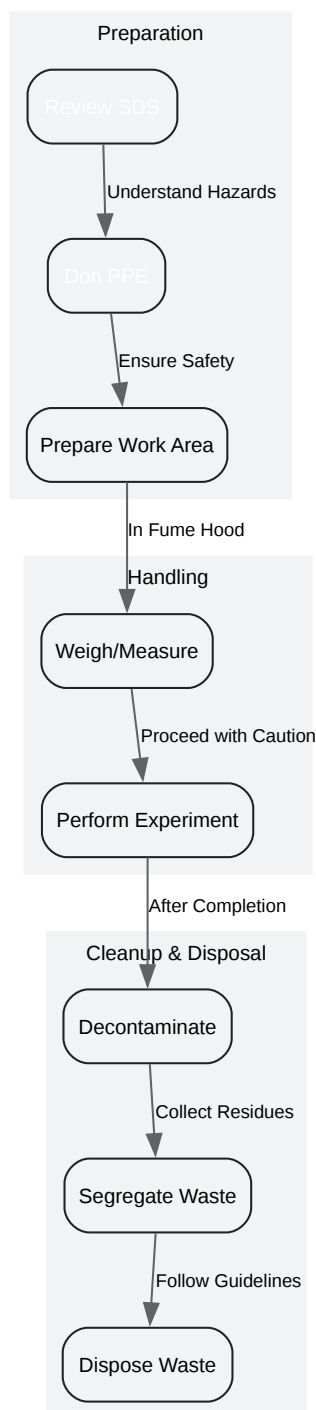 Preparation
Review SDS
Understand Hazards
Don PPE
Ensure Safety
Prepare Work Area
In Fume Hood
Handling
Weigh/Measure
Proceed with Caution
Perform Experiment
After Completion
Cleanup & Disposal
Decontaminate
Collect Residues
Segregate Waste
Follow Guidelines
Dispose Waste